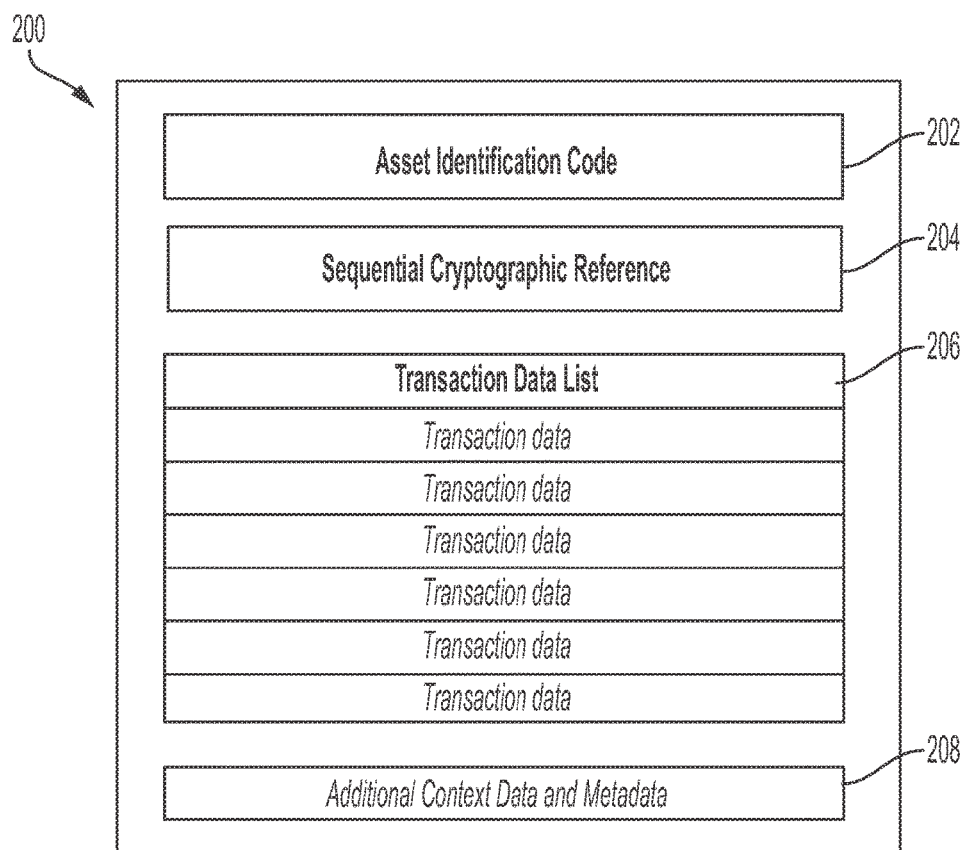 200
Asset Identification Code
202
Sequential Cryptographic Reference
204
Transaction Data List
206
Transaction data
Transaction data
Transaction data
Transaction data
Transaction data
Transaction data
Additional Context Data and Metadata
208